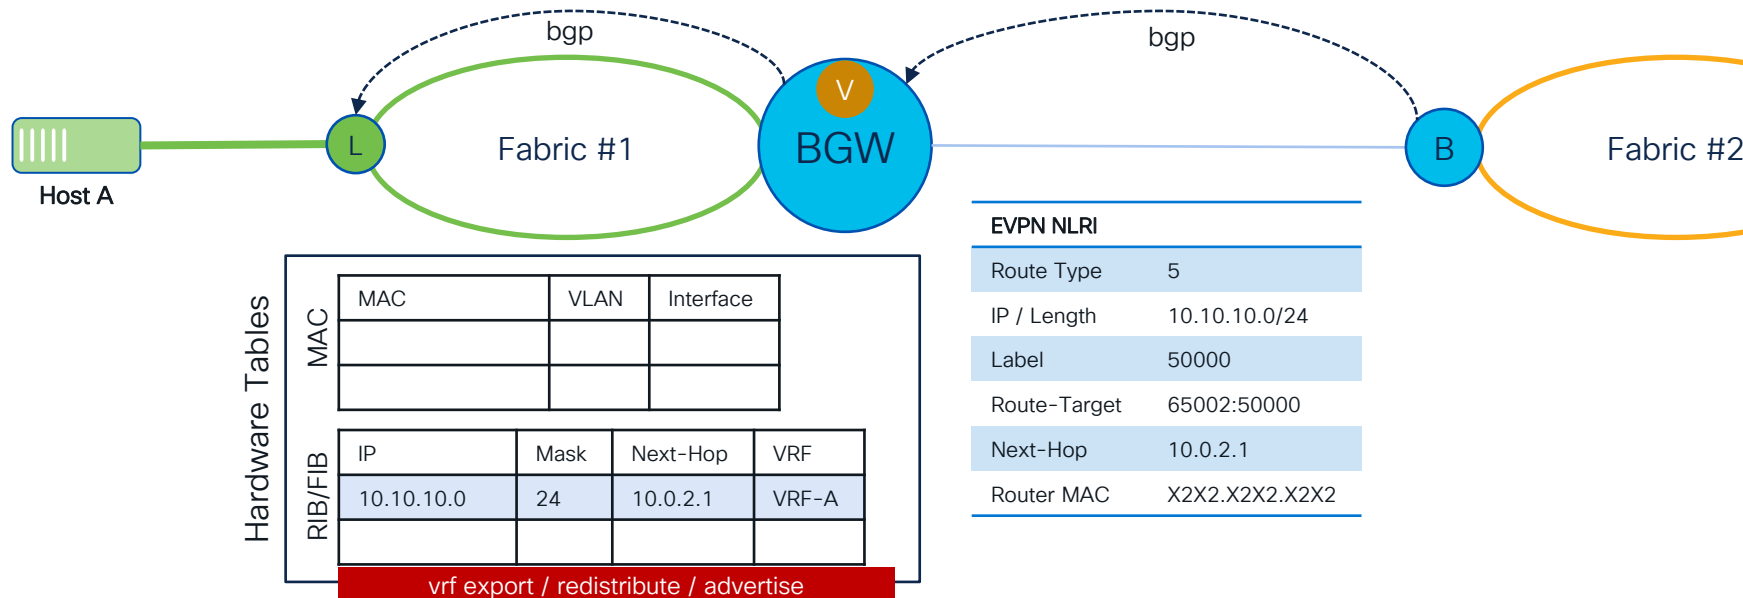 bgp
bgp
V
L
Fabric #1
BGW
B
Fabric #2
Host A
EVPN NLRI
Route Type 5
IP / Length 10.10.10.0/24
Label 50000
Route-Target 65002:50000
Next-Hop 10.0.2.1
Router MAC X2X2.X2X2.X2X2
Hardware Tables
MAC
MAC VLAN Interface
RIB/FIB
IP Mask Next-Hop VRF
10.10.10.0 24 10.0.2.1 VRF-A
vrf export / redistribute / advertise